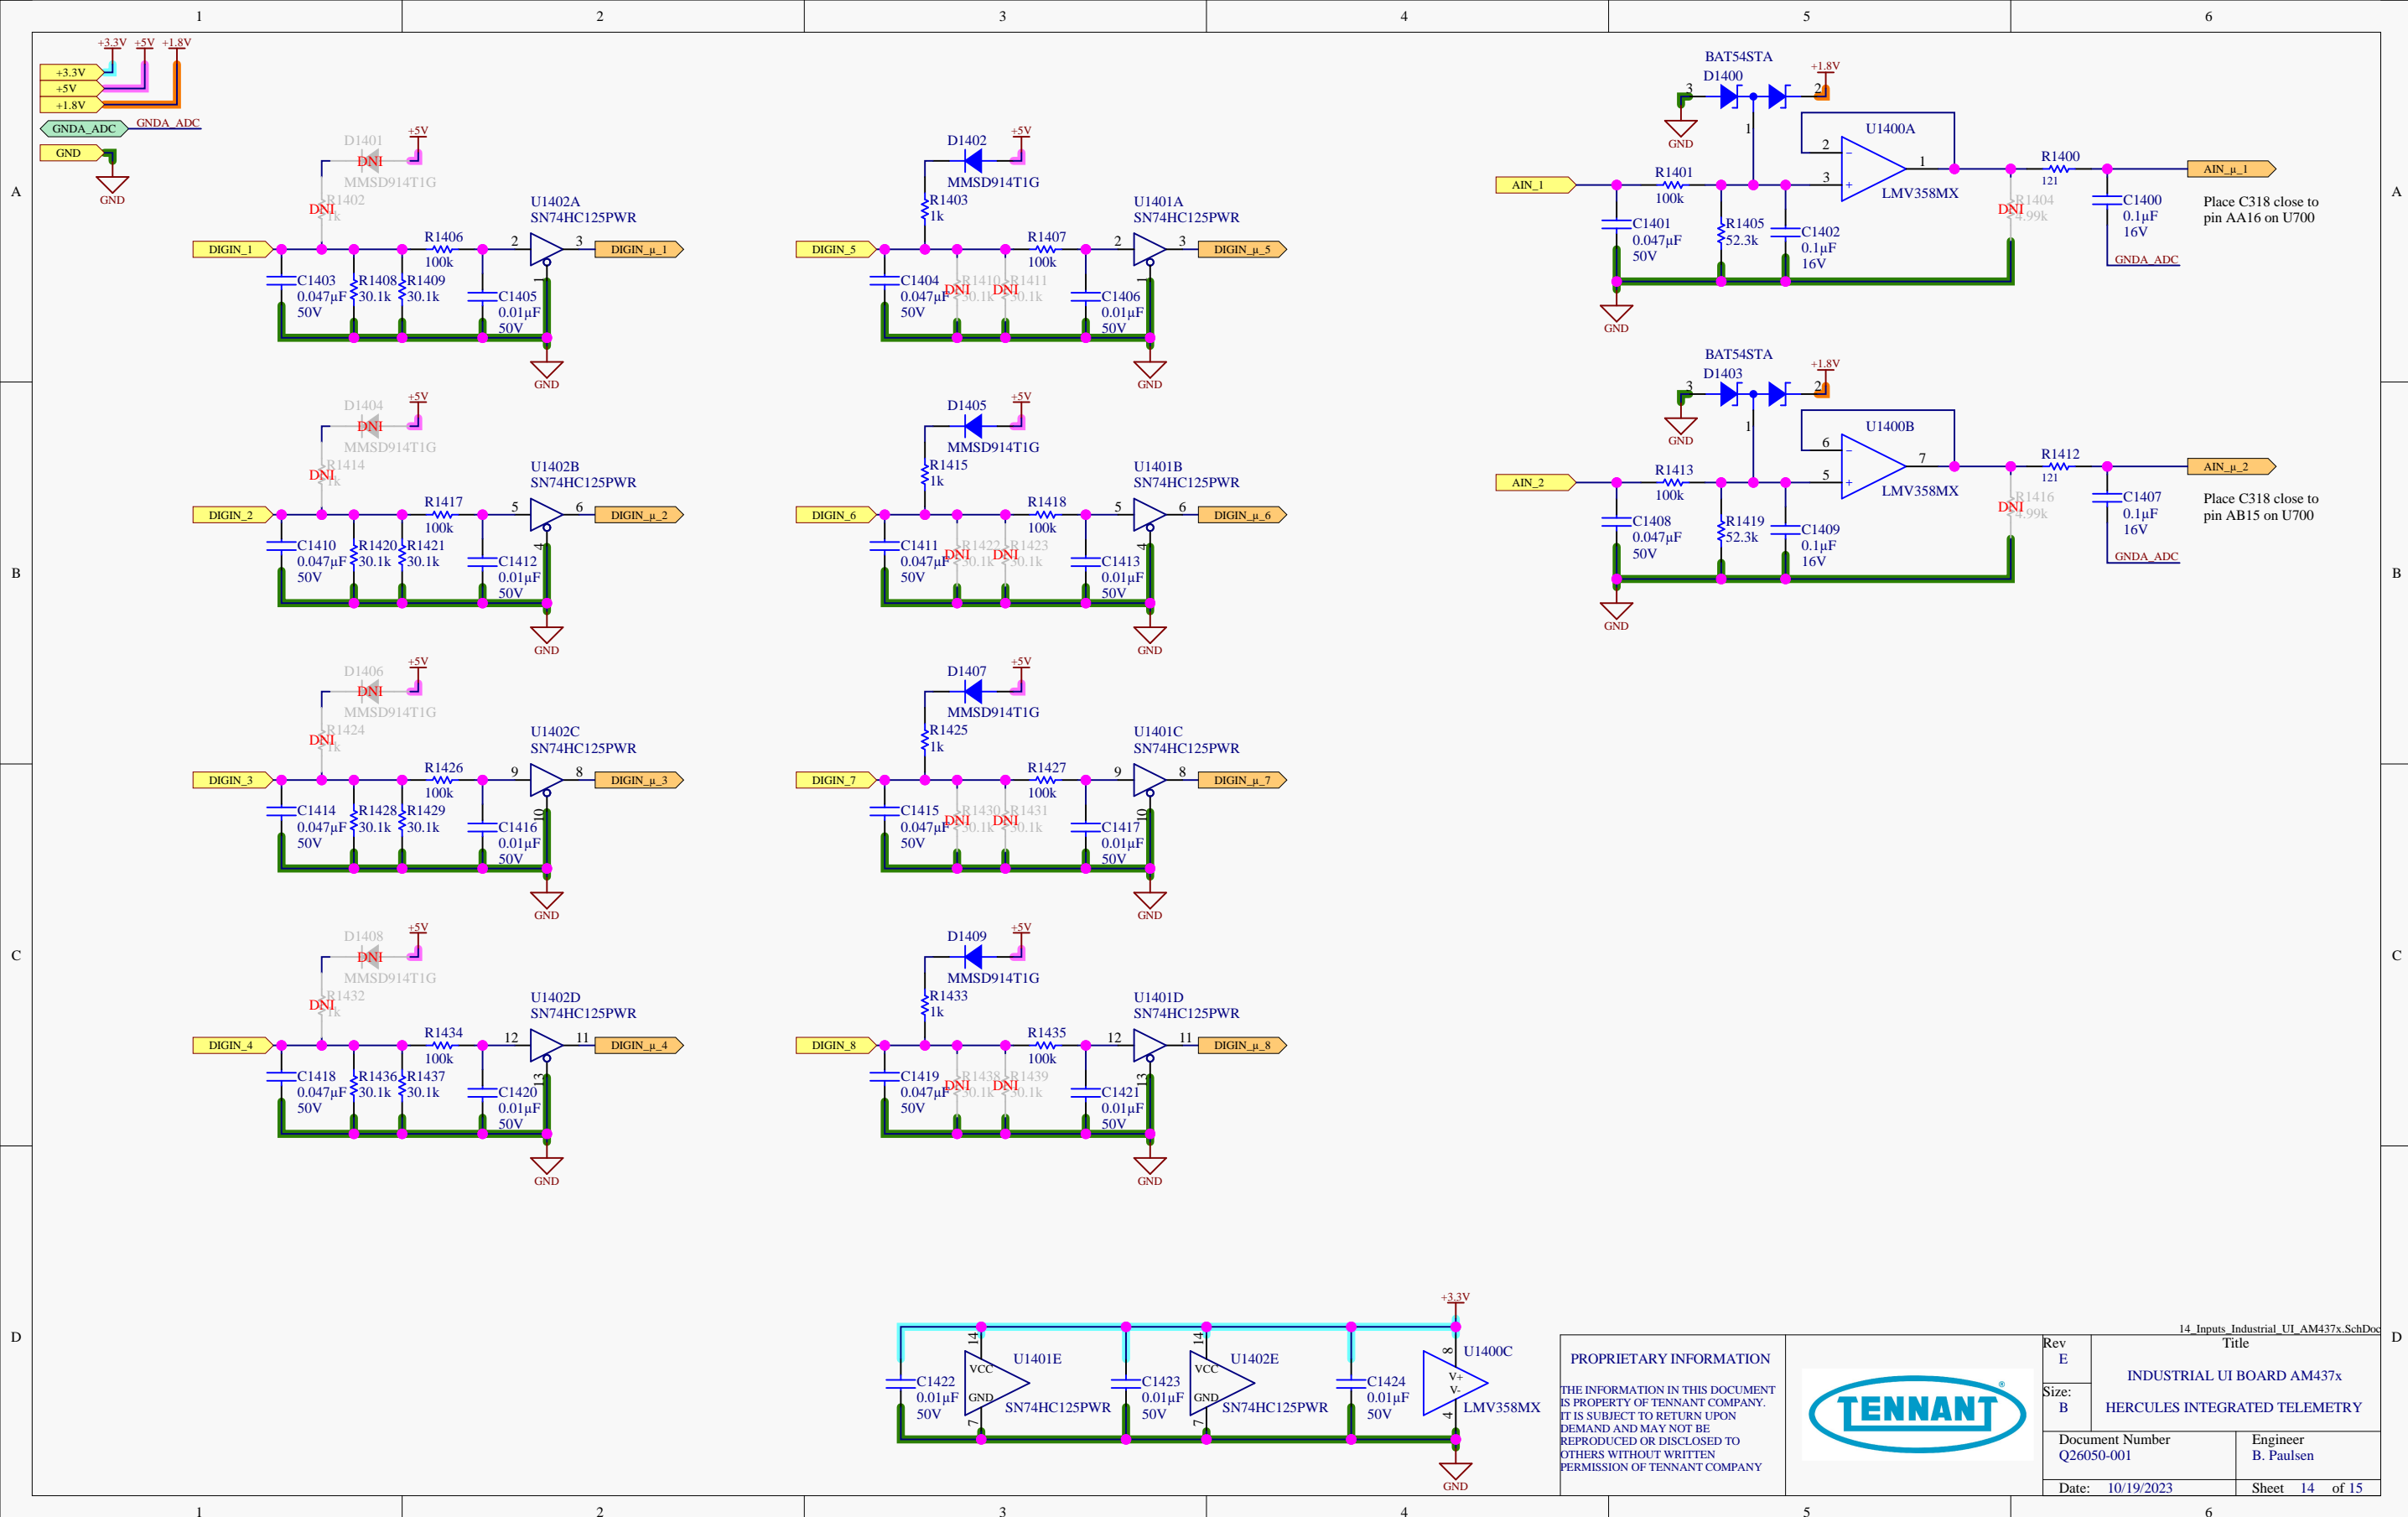 1 2 3 4 5 6
A
B
C
D
+3.3V +5V +1.8V
+3.3V
+5V
+1.8V
GNDA_ADC GNDA_ADC
GND
GND
D1401
DNI
MMSD914T1G
+5V
R1402
DNI
1k
U1402A
SN74HC125PWR
DIGIN_1
R1406
100k
2 3
1
DIGIN_µ_1
C1403
0.047µF
50V
R1408
30.1k
R1409
30.1k
C1405
0.01µF
50V
GND
D1402
MMSD914T1G
+5V
R1403
1k
U1401A
SN74HC125PWR
DIGIN_5
R1407
100k
2 3
1
DIGIN_µ_5
C1404
0.047µF
50V
R1410
DNI
30.1k
R1411
DNI
30.1k
C1406
0.01µF
50V
GND
BAT54STA
D1400
3 2
1
+1.8V
GND
U1400A
2
3
1
LMV358MX
AIN_1
R1401
100k
C1401
0.047µF
50V
R1405
52.3k
C1402
0.1µF
16V
R1404
DNI
4.99k
R1400
121
C1400
0.1µF
16V
GNDA_ADC
AIN_µ_1
Place C318 close to
pin AA16 on U700
GND
D1404
DNI
MMSD914T1G
+5V
R1414
DNI
1k
U1402B
SN74HC125PWR
DIGIN_2
R1417
100k
5 6
4
DIGIN_µ_2
C1410
0.047µF
50V
R1420
30.1k
R1421
30.1k
C1412
0.01µF
50V
GND
D1405
MMSD914T1G
+5V
R1415
1k
U1401B
SN74HC125PWR
DIGIN_6
R1418
100k
5 6
4
DIGIN_µ_6
C1411
0.047µF
50V
R1422
DNI
30.1k
R1423
DNI
30.1k
C1413
0.01µF
50V
GND
BAT54STA
D1403
3 2
1
+1.8V
GND
U1400B
6
5
7
LMV358MX
AIN_2
R1413
100k
C1408
0.047µF
50V
R1419
52.3k
C1409
0.1µF
16V
R1416
DNI
4.99k
R1412
121
C1407
0.1µF
16V
GNDA_ADC
AIN_µ_2
Place C318 close to
pin AB15 on U700
GND
D1406
DNI
MMSD914T1G
+5V
R1424
DNI
1k
U1402C
SN74HC125PWR
DIGIN_3
R1426
100k
9 8
10
DIGIN_µ_3
C1414
0.047µF
50V
R1428
30.1k
R1429
30.1k
C1416
0.01µF
50V
GND
D1407
MMSD914T1G
+5V
R1425
1k
U1401C
SN74HC125PWR
DIGIN_7
R1427
100k
9 8
10
DIGIN_µ_7
C1415
0.047µF
50V
R1430
DNI
30.1k
R1431
DNI
30.1k
C1417
0.01µF
50V
GND
D1408
DNI
MMSD914T1G
+5V
R1432
DNI
1k
U1402D
SN74HC125PWR
DIGIN_4
R1434
100k
12 11
13
DIGIN_µ_4
C1418
0.047µF
50V
R1436
30.1k
R1437
30.1k
C1420
0.01µF
50V
GND
D1409
MMSD914T1G
+5V
R1433
1k
U1401D
SN74HC125PWR
DIGIN_8
R1435
100k
12 11
13
DIGIN_µ_8
C1419
0.047µF
50V
R1438
DNI
30.1k
R1439
DNI
30.1k
C1421
0.01µF
50V
GND
+3.3V
C1422
0.01µF
50V
14
VCC
GND
7
U1401E
SN74HC125PWR
C1423
0.01µF
50V
14
VCC
GND
7
U1402E
SN74HC125PWR
C1424
0.01µF
50V
8
V+
V-
4
U1400C
LMV358MX
GND
PROPRIETARY INFORMATION
THE INFORMATION IN THIS DOCUMENT
IS PROPERTY OF TENNANT COMPANY.
IT IS SUBJECT TO RETURN UPON
DEMAND AND MAY NOT BE
REPRODUCED OR DISCLOSED TO
OTHERS WITHOUT WRITTEN
PERMISSION OF TENNANT COMPANY
TENNANT®
14_Inputs_Industrial_UI_AM437x.SchDoc
Rev
E
Title
INDUSTRIAL UI BOARD AM437x
Size:
B
HERCULES INTEGRATED TELEMETRY
Document Number
Q26050-001
Engineer
B. Paulsen
Date: 10/19/2023
Sheet 14 of 15
A
B
C
D
1 2 3 4 5 6